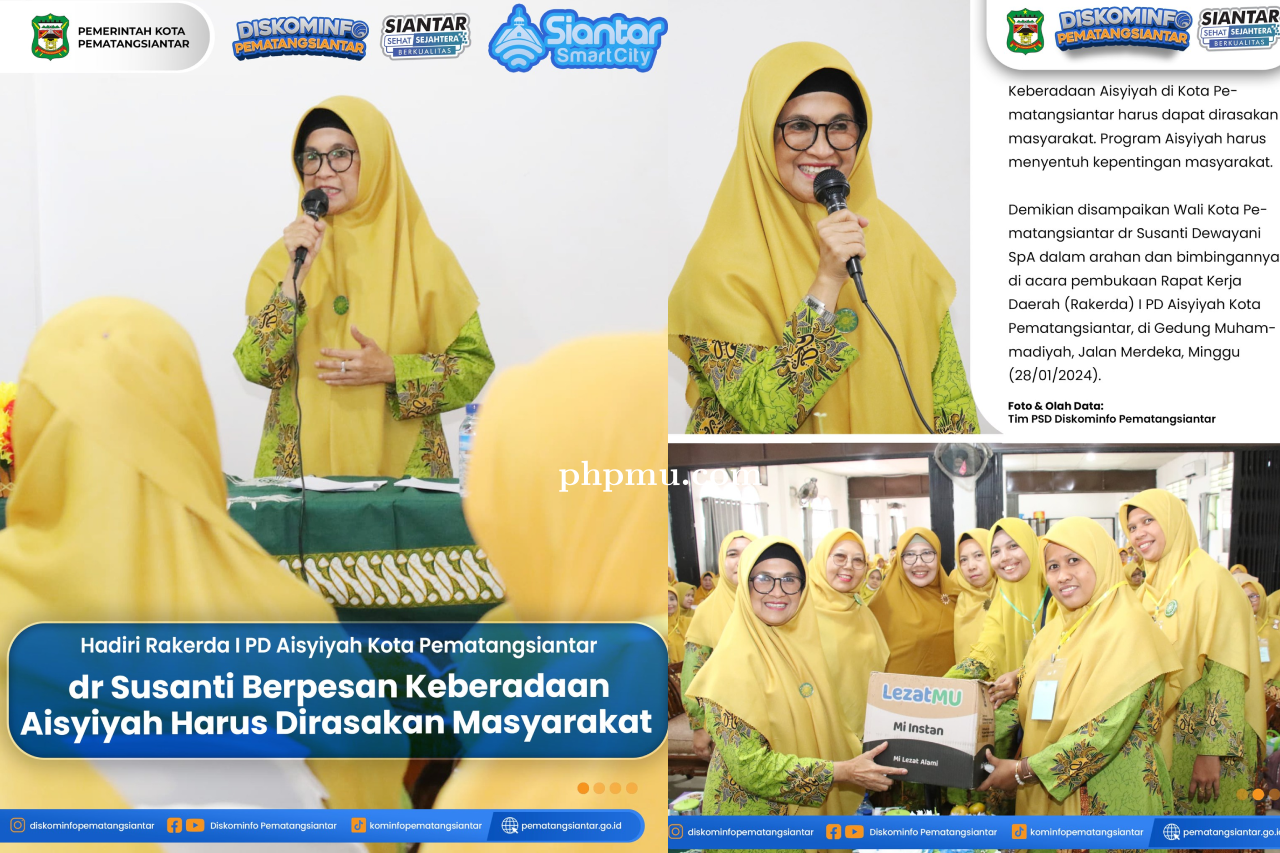 PEMERINTAH KOTA
PEMATANGSIANTAR
DISKOMINFO
PEMATANGSIANTAR
SIANTAR
SEHAT SEJAHTERA
BERKUALITAS
Siantar
Smart City
Hadiri Rakerda I PD Aisyiyah Kota Pematangsiantar
dr Susanti Berpesan Keberadaan
Aisyiyah Harus Dirasakan Masyarakat
diskominfopematangsiantar
Diskominfo Pematangsiantar
kominfopematangsiantar
pematangsiantar.go.id
DISKOMINFO
PEMATANGSIANTAR
SIANTAR
SEHAT SEJAHTERA
BERKUALITAS
Keberadaan Aisyiyah di Kota Pe-
matangsiantar harus dapat dirasakan
masyarakat. Program Aisyiyah harus
menyentuh kepentingan masyarakat.
Demikian disampaikan Wali Kota Pe-
matangsiantar dr Susanti Dewayani
SpA dalam arahan dan bimbingannya
di acara pembukaan Rapat Kerja
Daerah (Rakerda) I PD Aisyiyah Kota
Pematangsiantar, di Gedung Muham-
madiyah, Jalan Merdeka, Minggu
(28/01/2024).
Foto & Olah Data:
Tim PSD Diskominfo Pematangsiantar
phpmu.com
LezatMU
Mi Instan
Mi Lezat Alami
diskominfopematangsiantar
Diskominfo Pematangsiantar
kominfopematangsiantar
pematangsiantar.go.id